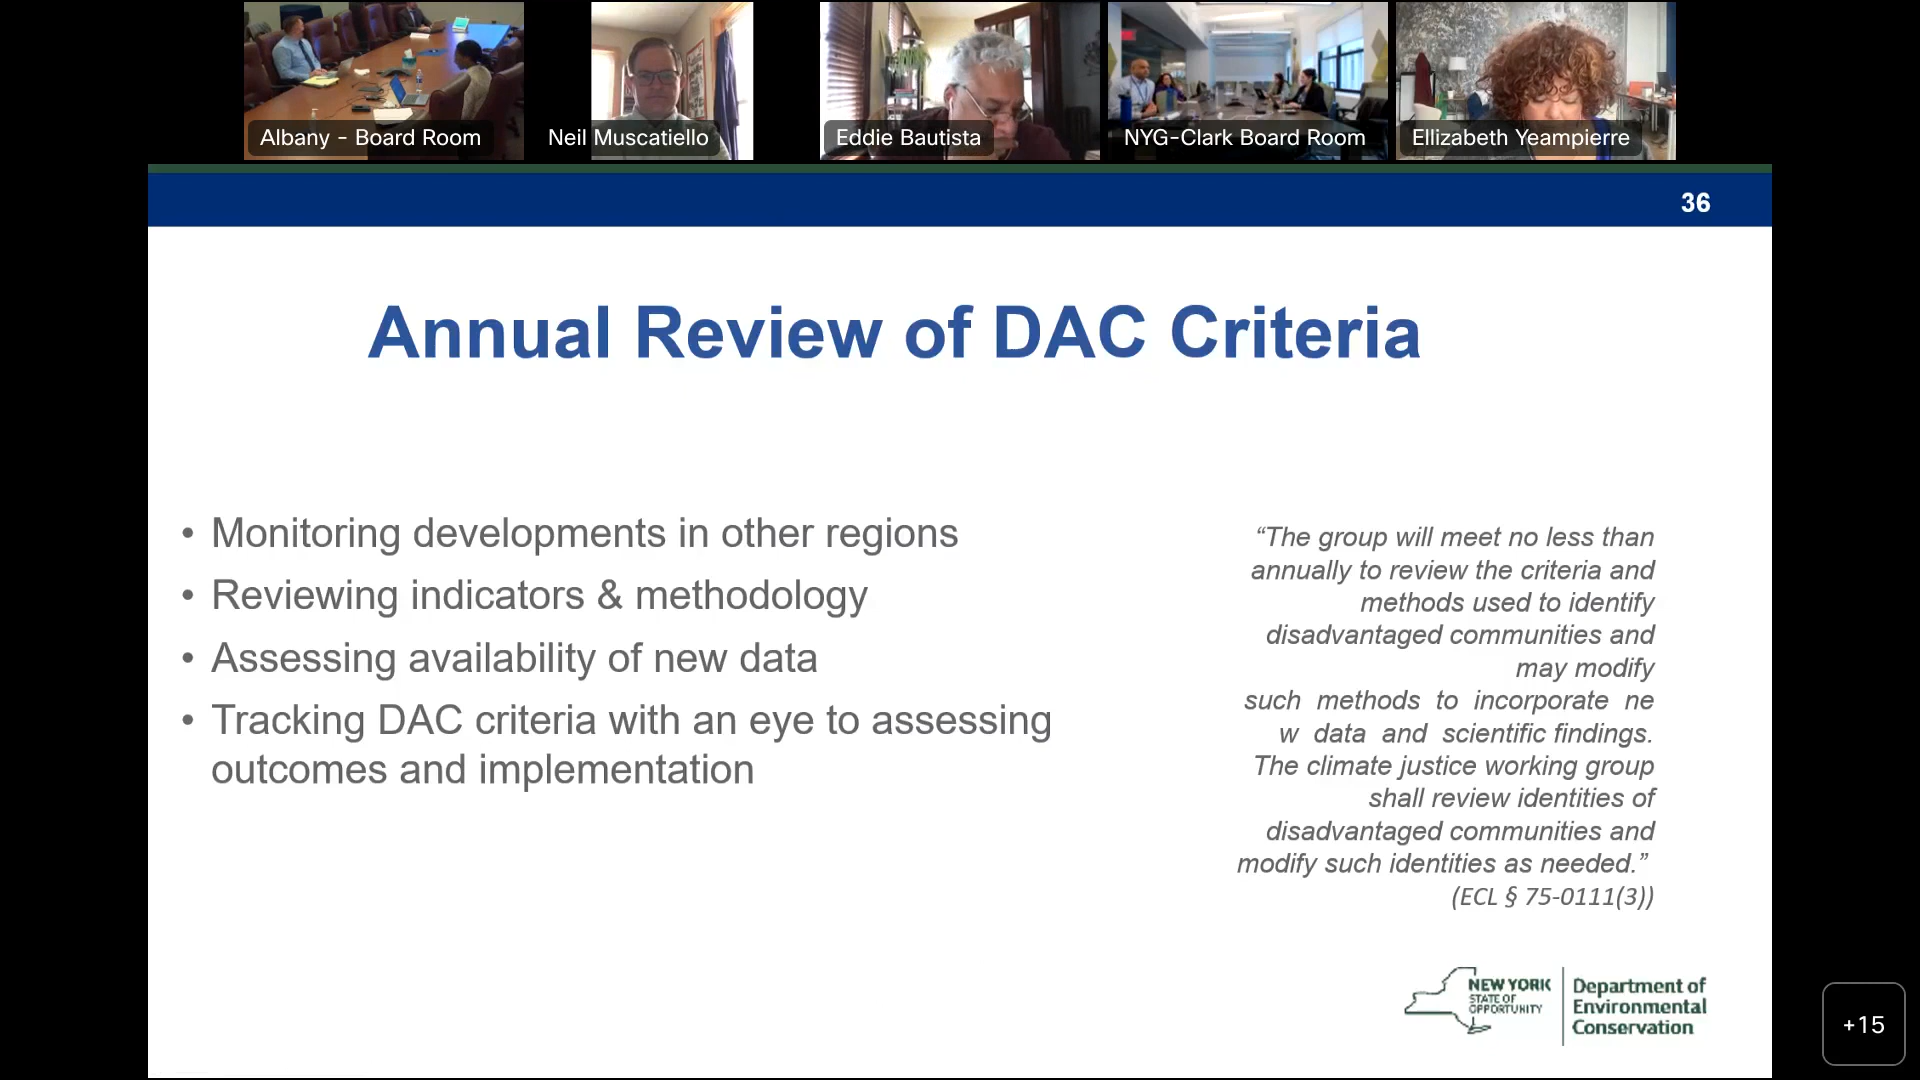 Albany - Board Room
Neil Muscatiello
Eddie Bautista
NYG-Clark Board Room
Ellizabeth Yeampierre
36
Annual Review of DAC Criteria
• Monitoring developments in other regions
• Reviewing indicators & methodology
• Assessing availability of new data
• Tracking DAC criteria with an eye to assessing
outcomes and implementation
“The group will meet no less than
annually to review the criteria and
methods used to identify
disadvantaged communities and
may modify
such methods to incorporate ne
w data and scientific findings.
The climate justice working group
shall review identities of
disadvantaged communities and
modify such identities as needed.”
(ECL § 75-0111(3))
NEW YORK
STATE OF
OPPORTUNITY
Department of
Environmental
Conservation
+15